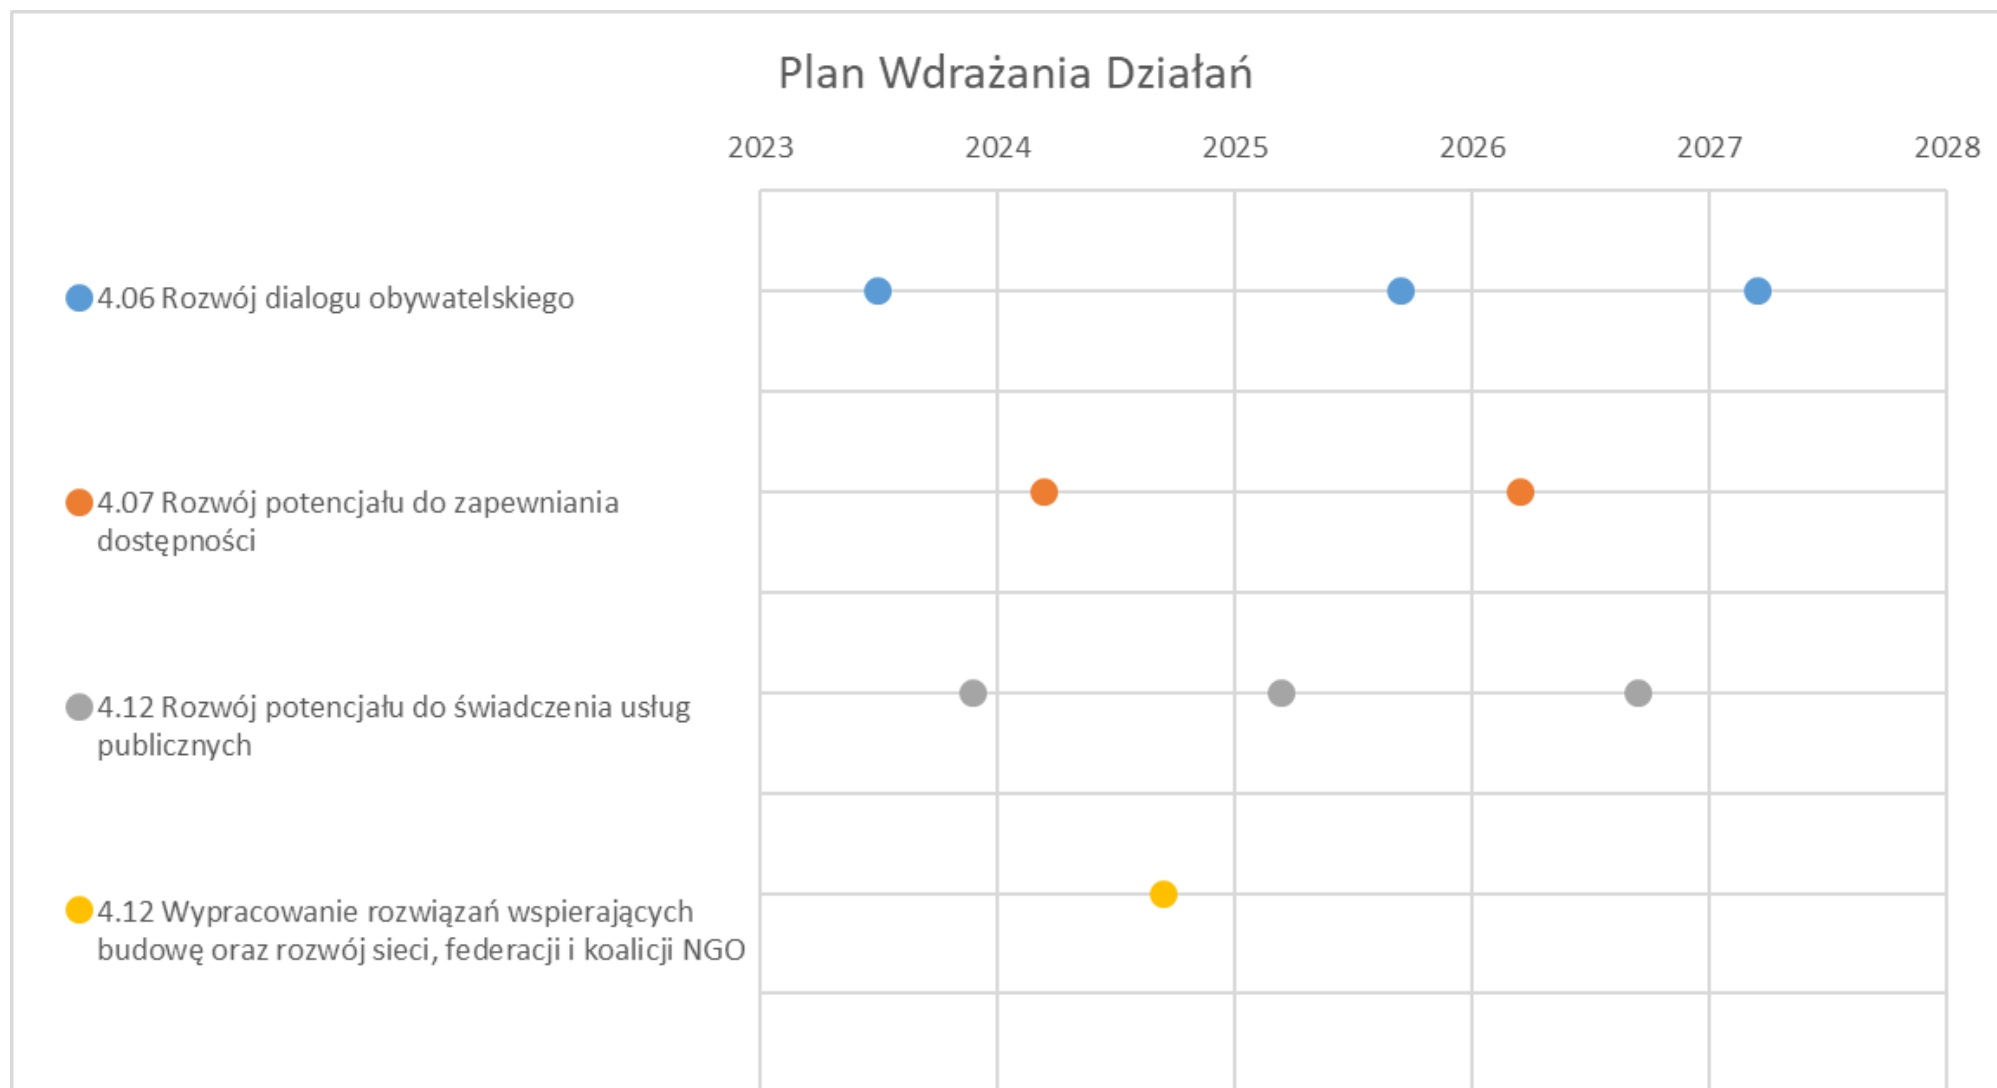 Plan Wdrażania Działań
2023 2024 2025 2026 2027 2028
4.06 Rozwój dialogu obywatelskiego
4.07 Rozwój potencjału do zapewniania
dostępności
4.12 Rozwój potencjału do świadczenia usług
publicznych
4.12 Wypracowanie rozwiązań wspierających
budowę oraz rozwój sieci, federacji i koalicji NGO